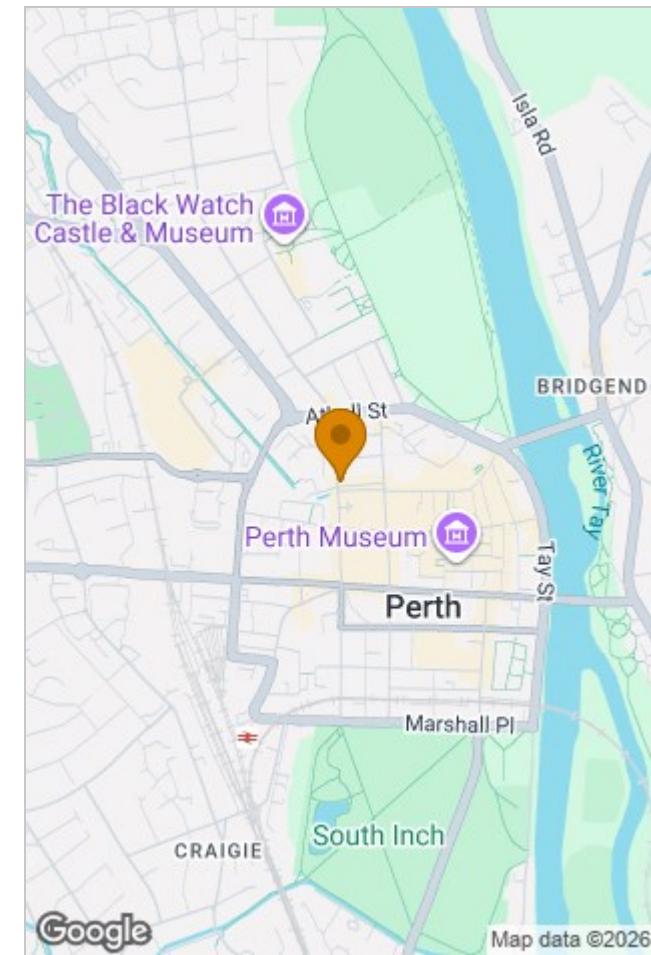 Isla Rd
The Black Watch
Castle & Museum
BRIDGEND
River Tay
Perth Museum
Tay St
Perth
Marshall Pl
South Inch
CRAIGIE
Google
Map data ©2026